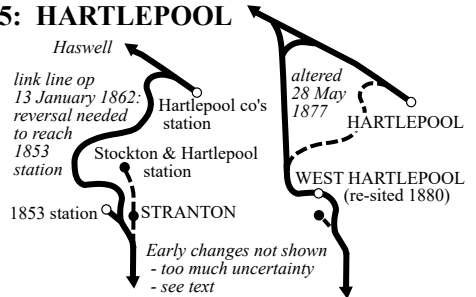 5: HARTLEPOOL
Haswell
link line op
13 January 1862:
reversal needed
to reach
1853
station
Hartlepool co's
station
Stockton & Hartlepool
station
1853 station
STRANTON
altered
28 May
1877
HARTLEPOOL
WEST HARTLEPOOL
(re-sited 1880)
Early changes not shown
- too much uncertainty
- see text